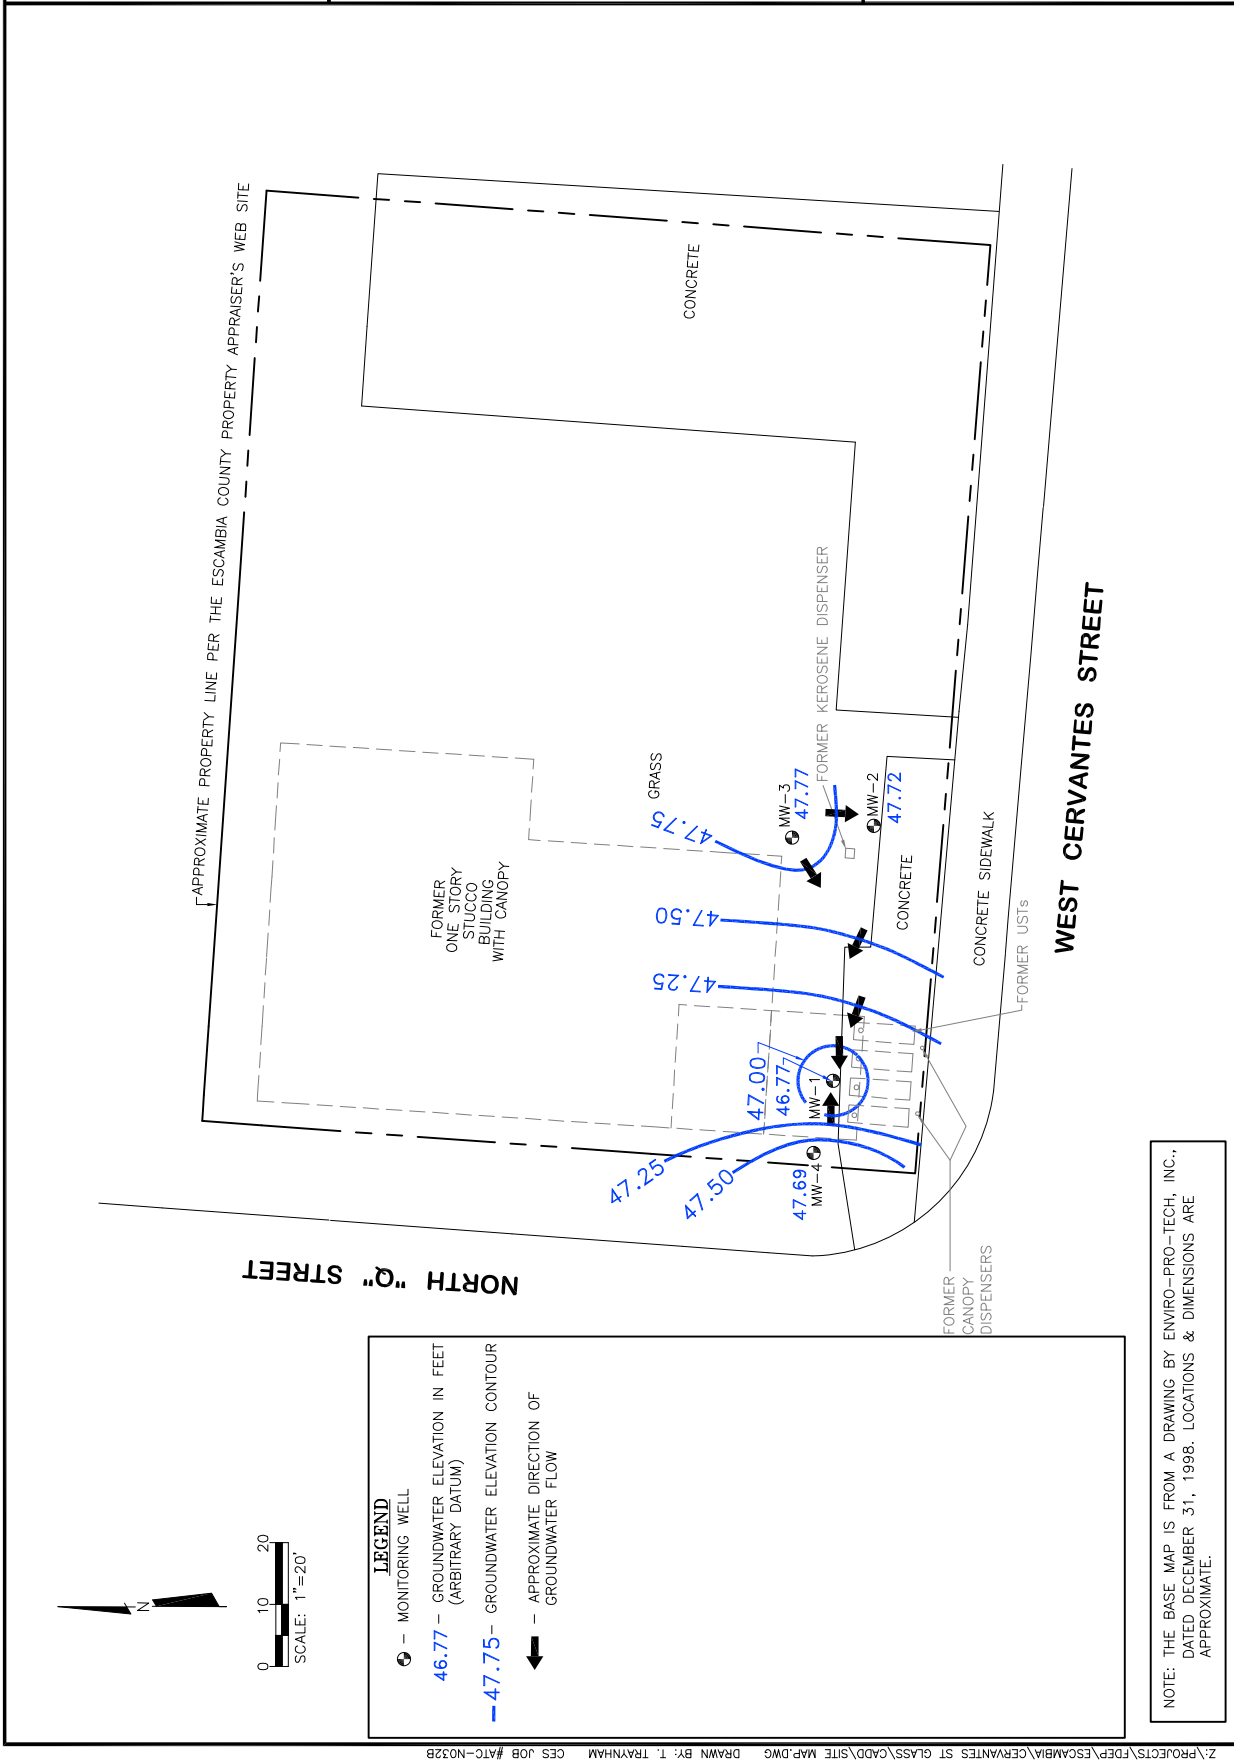 APPROXIMATE PROPERTY LINE PER THE ESCAMBIA COUNTY PROPERTY APPRAISER'S WEB SITE
CONCRETE
FORMER
ONE STORY
STUCCO
BUILDING
WITH CANOPY
GRASS
FORMER KEROSENE DISPENSER
47.75
MW-3
47.77
MW-2
47.72
47.50
47.25
CONCRETE
CONCRETE SIDEWALK
FORMER USTs
WEST CERVANTES STREET
47.00
46.77
MW-1
47.25
47.50
47.69
MW-4
NORTH "Q" STREET
FORMER
CANOPY
DISPENSERS
N
0 10 20
SCALE: 1"=20'
LEGEND
- MONITORING WELL
46.77 - GROUNDWATER ELEVATION IN FEET
(ARBITRARY DATUM)
47.75 - GROUNDWATER ELEVATION CONTOUR
- APPROXIMATE DIRECTION OF
GROUNDWATER FLOW
NOTE: THE BASE MAP IS FROM A DRAWING BY ENVIRO-PRO-TECH, INC.,
DATED DECEMBER 31, 1998. LOCATIONS & DIMENSIONS ARE
APPROXIMATE.
Z:\PROJECTS\FDEP\ESCAMBIA\CERVANTES ST GLASS\CADD\SITE MAP.DWG DRAWN BY: T. TRAYNHAM CES JOB #ATC-N032B